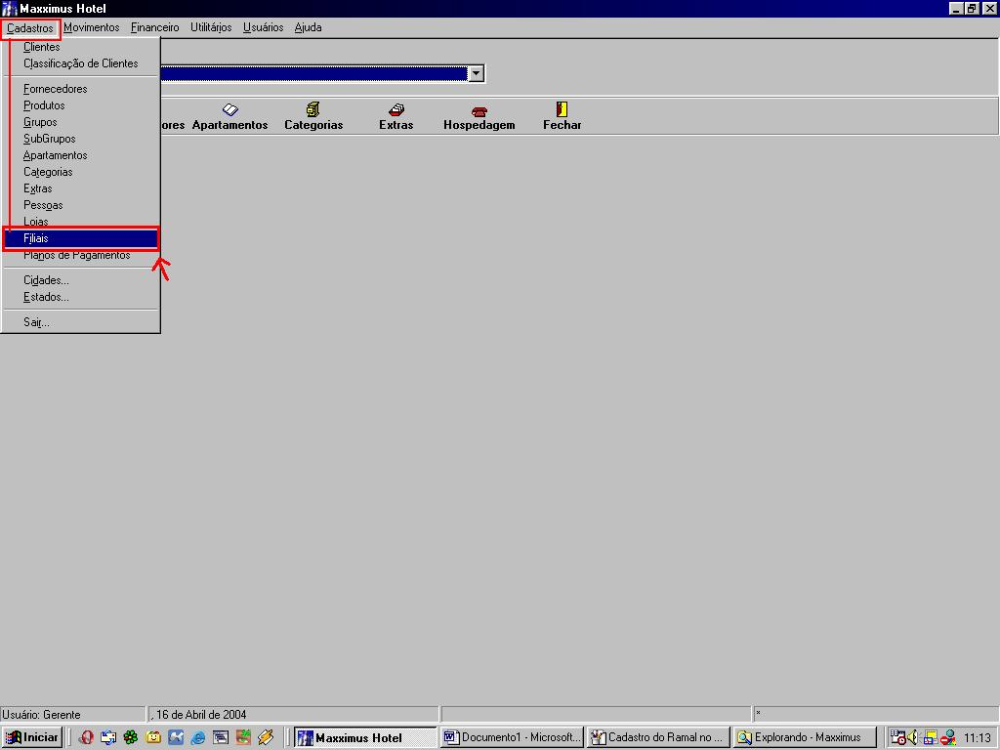 Maxximus Hotel
Cadastros Movimentos Financeiro Utilitários Usuários Ajuda
Clientes
Classificação de Clientes
Fornecedores
Produtos
Grupos
SubGrupos
Apartamentos
Categorias
Extras
Pessoas
Lojas
Filiais
Planos de Pagamentos
Cidades...
Estados...
Sair...
ores Apartamentos Categorias Extras Hospedagem Fechar
Usuário: Gerente , 16 de Abril de 2004 *
Iniciar Maxximus Hotel Documento1 - Microsoft... Cadastro do Ramal no ... Explorando - Maxximus 11:13